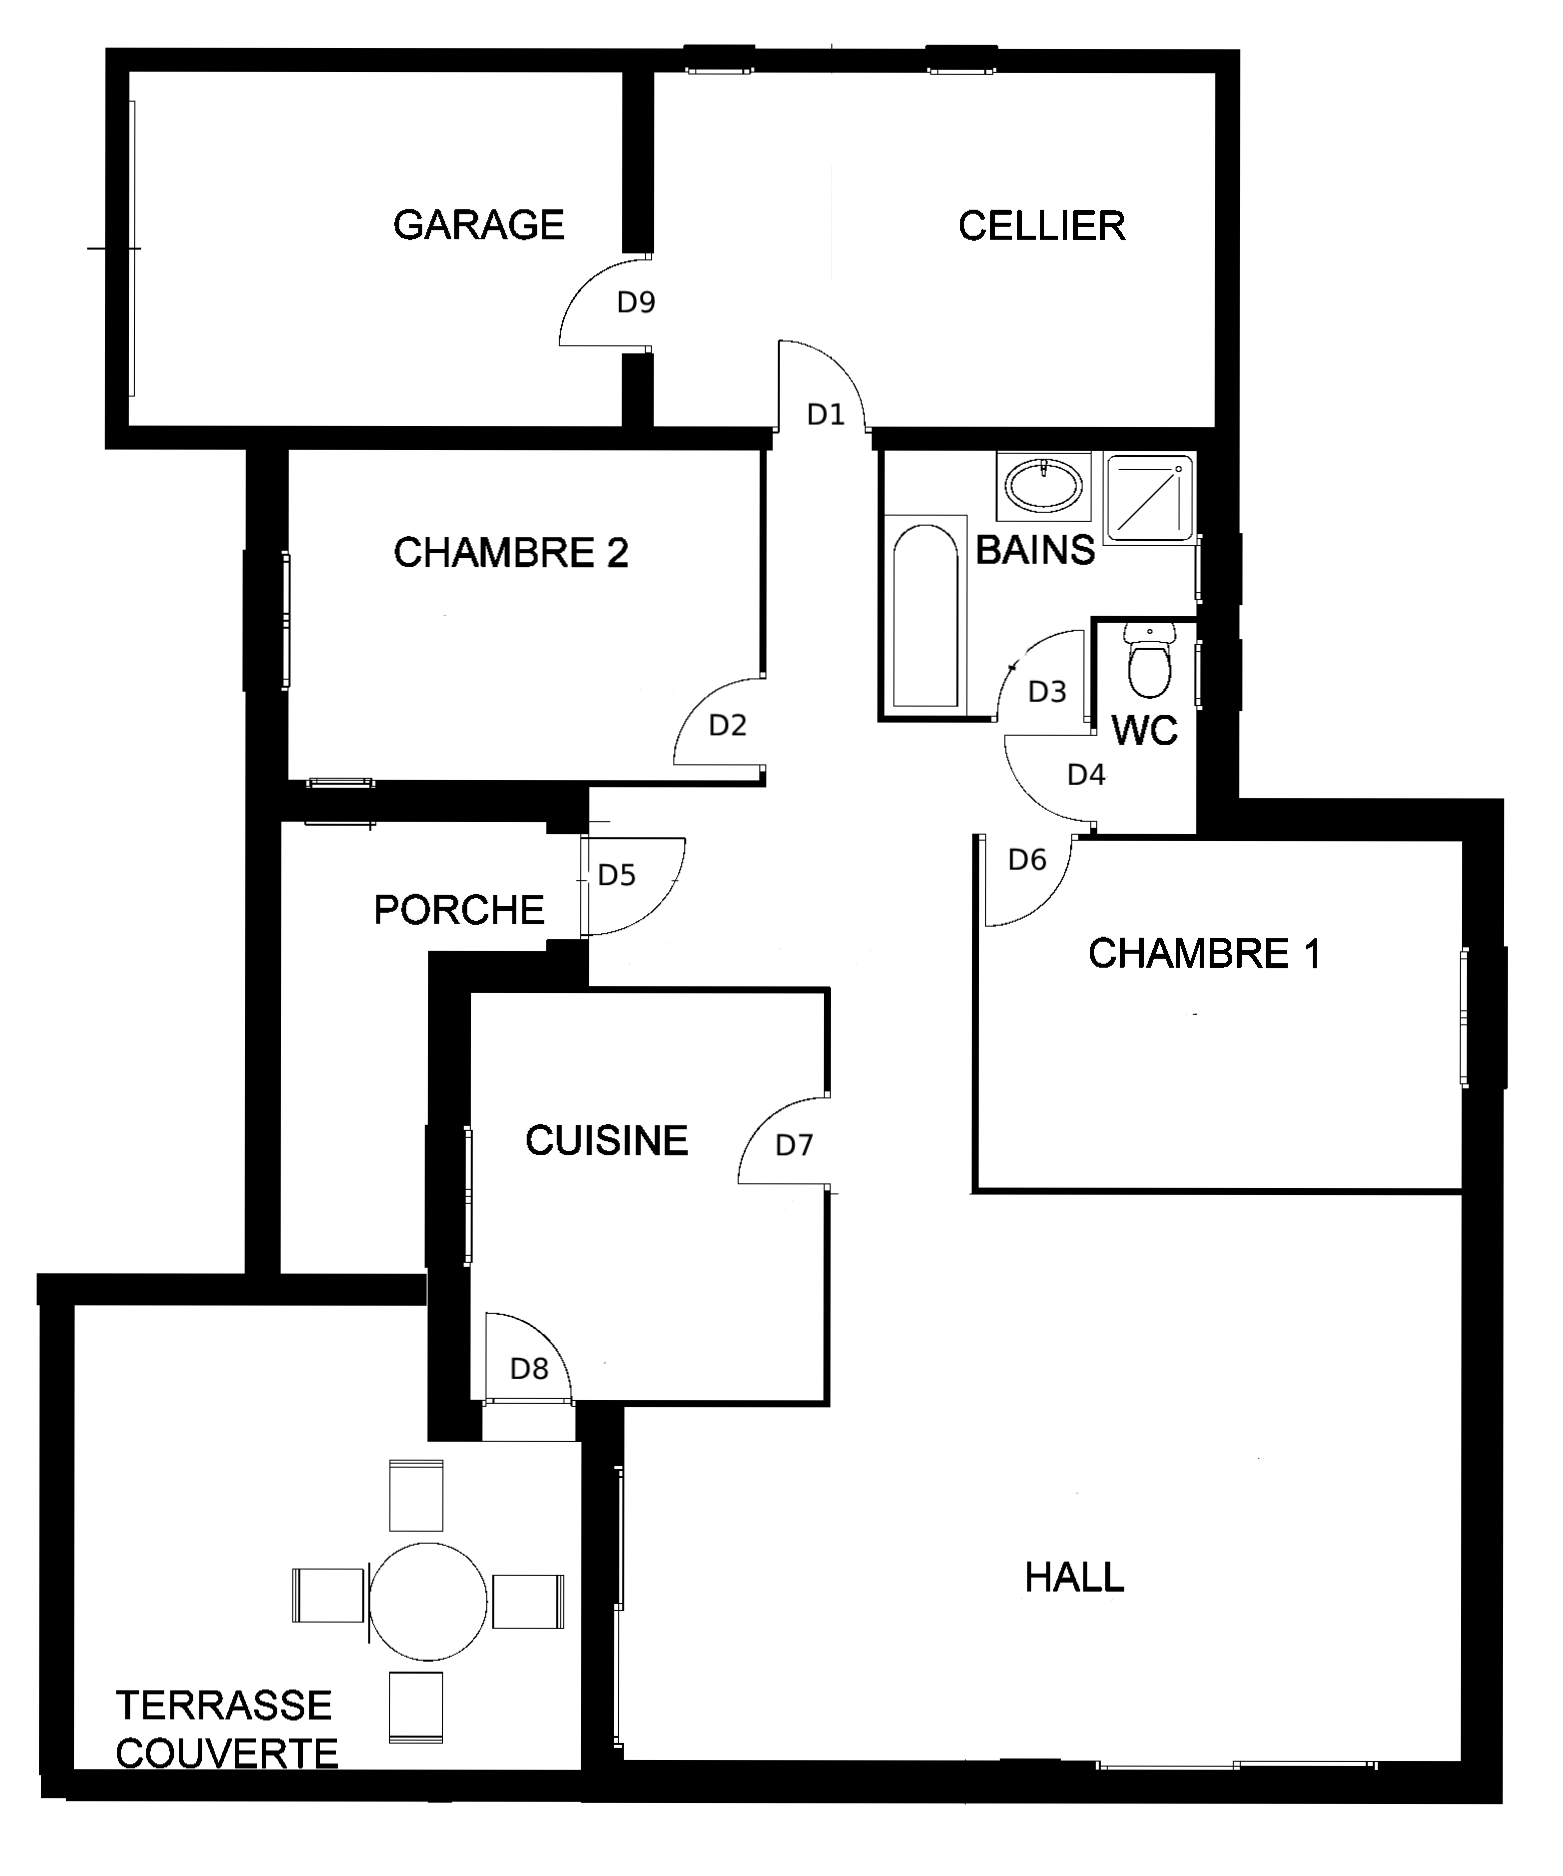 GARAGE
CELLIER
D9
D1
CHAMBRE 2
BAINS
D3
D2
WC
D4
D6
D5
PORCHE
CHAMBRE 1
CUISINE
D7
D8
HALL
TERRASSE
COUVERTE